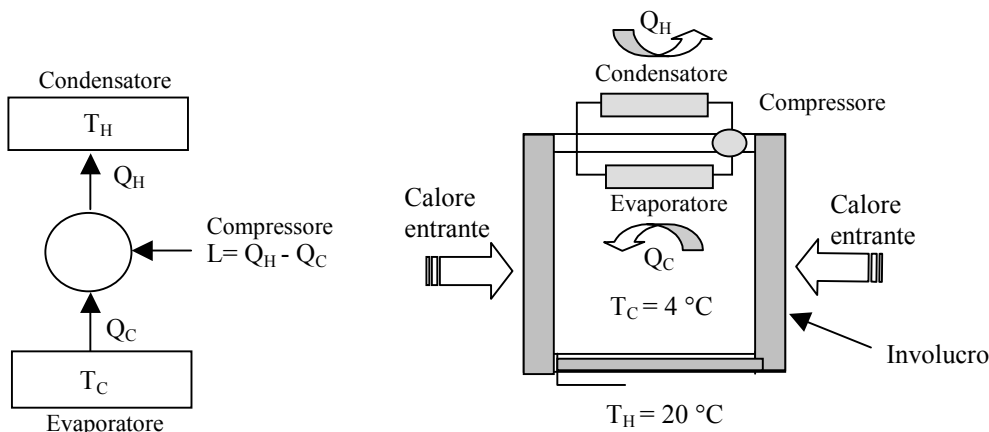 Condensatore
T_H
Q_H
Compressore
L= Q_H - Q_C
Q_C
T_C
Evaporatore
Q_H
Condensatore
Compressore
Evaporatore
Q_C
Calore
entrante
Calore
entrante
T_C = 4 °C
Involucro
T_H = 20 °C